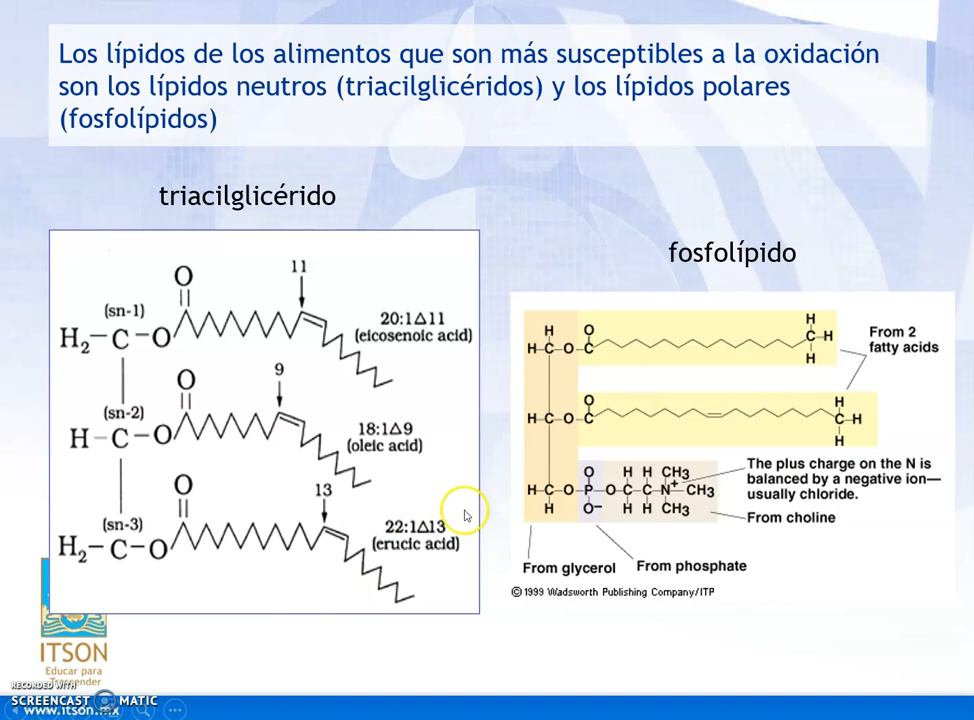 Los lípidos de los alimentos que son más susceptibles a la oxidación
son los lípidos neutros (triacilglicéridos) y los lípidos polares
(fosfolípidos)
triacilglicérido
11
O
(sn-1)
H2-C-O
20:1Δ11
(eicosenoic acid)
9
O
(sn-2)
H-C-O
18:1Δ9
(oleic acid)
13
O
(sn-3)
H2-C-O
22:1Δ13
(erucic acid)
fosfolípido
H O H
H-C-O-C C-H
H
From 2
fatty acids
O H
H-C-O-C C-H
H
O H H CH3
H-C-O-P-O-C-C-N+-CH3
H O- H H CH3
The plus charge on the N is
balanced by a negative ion—
usually chloride.
From choline
From glycerol
From phosphate
© 1999 Wadsworth Publishing Company/ITP
ITSON
Educar para
Trascender
RECORDED WITH
SCREENCAST MATIC
www.itson.mx